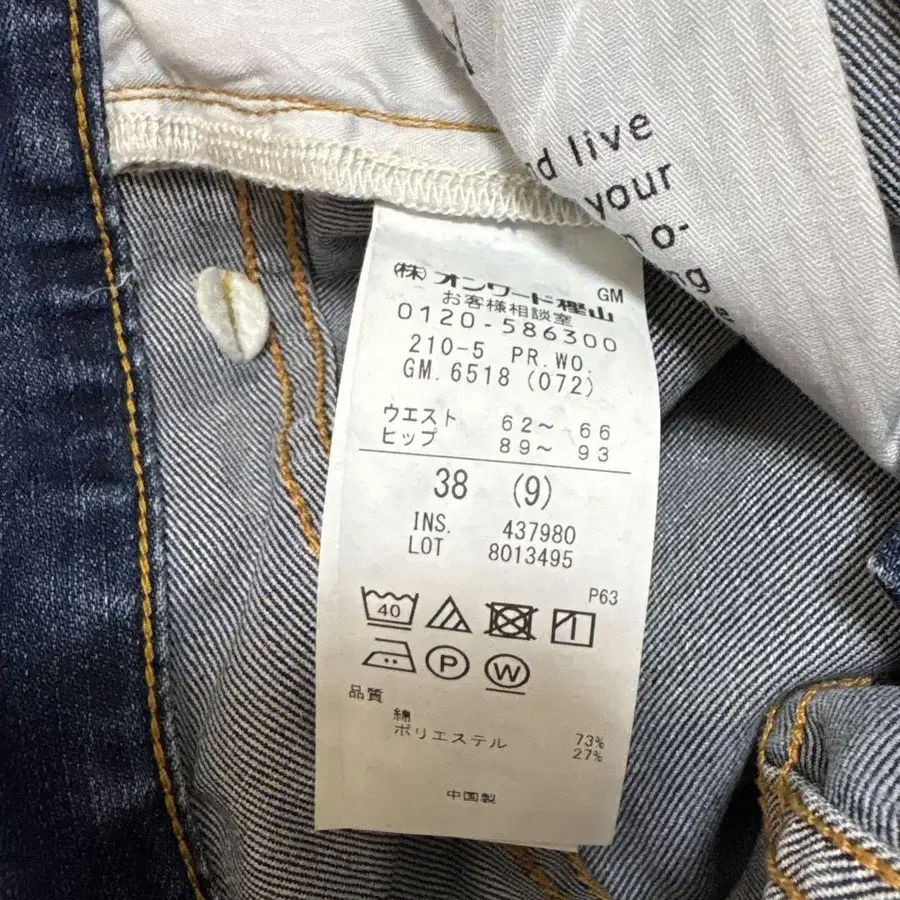 live
your
o-
(株)オンワード樫山 GM
お客様相談室
0120-586300
210-5 PR.WO.
GM.6518 (072)
ウエスト 62～ 66
ヒップ 89～ 93
38 (9)
INS. 437980
LOT 8013495
P63
40
P
W
品質
綿 73%
ポリエステル 27%
中国製